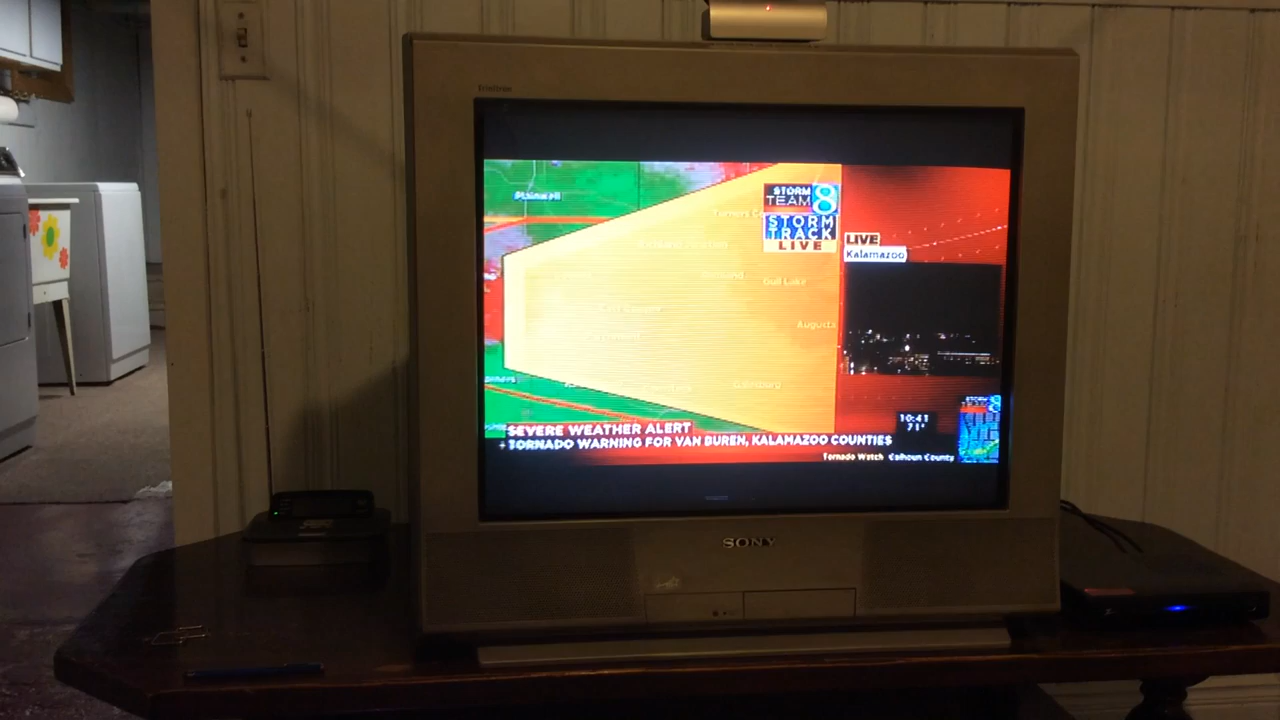 Trinitron
Plainwell
STORM
TEAM 8
STORM
TRACK
LIVE
LIVE
Kalamazoo
Gull Lake
Augusta
Galesburg
10:41
71°
SEVERE WEATHER ALERT
TORNADO WARNING FOR VAN BUREN, KALAMAZOO COUNTIES
Tornado Watch Calhoun County
SONY